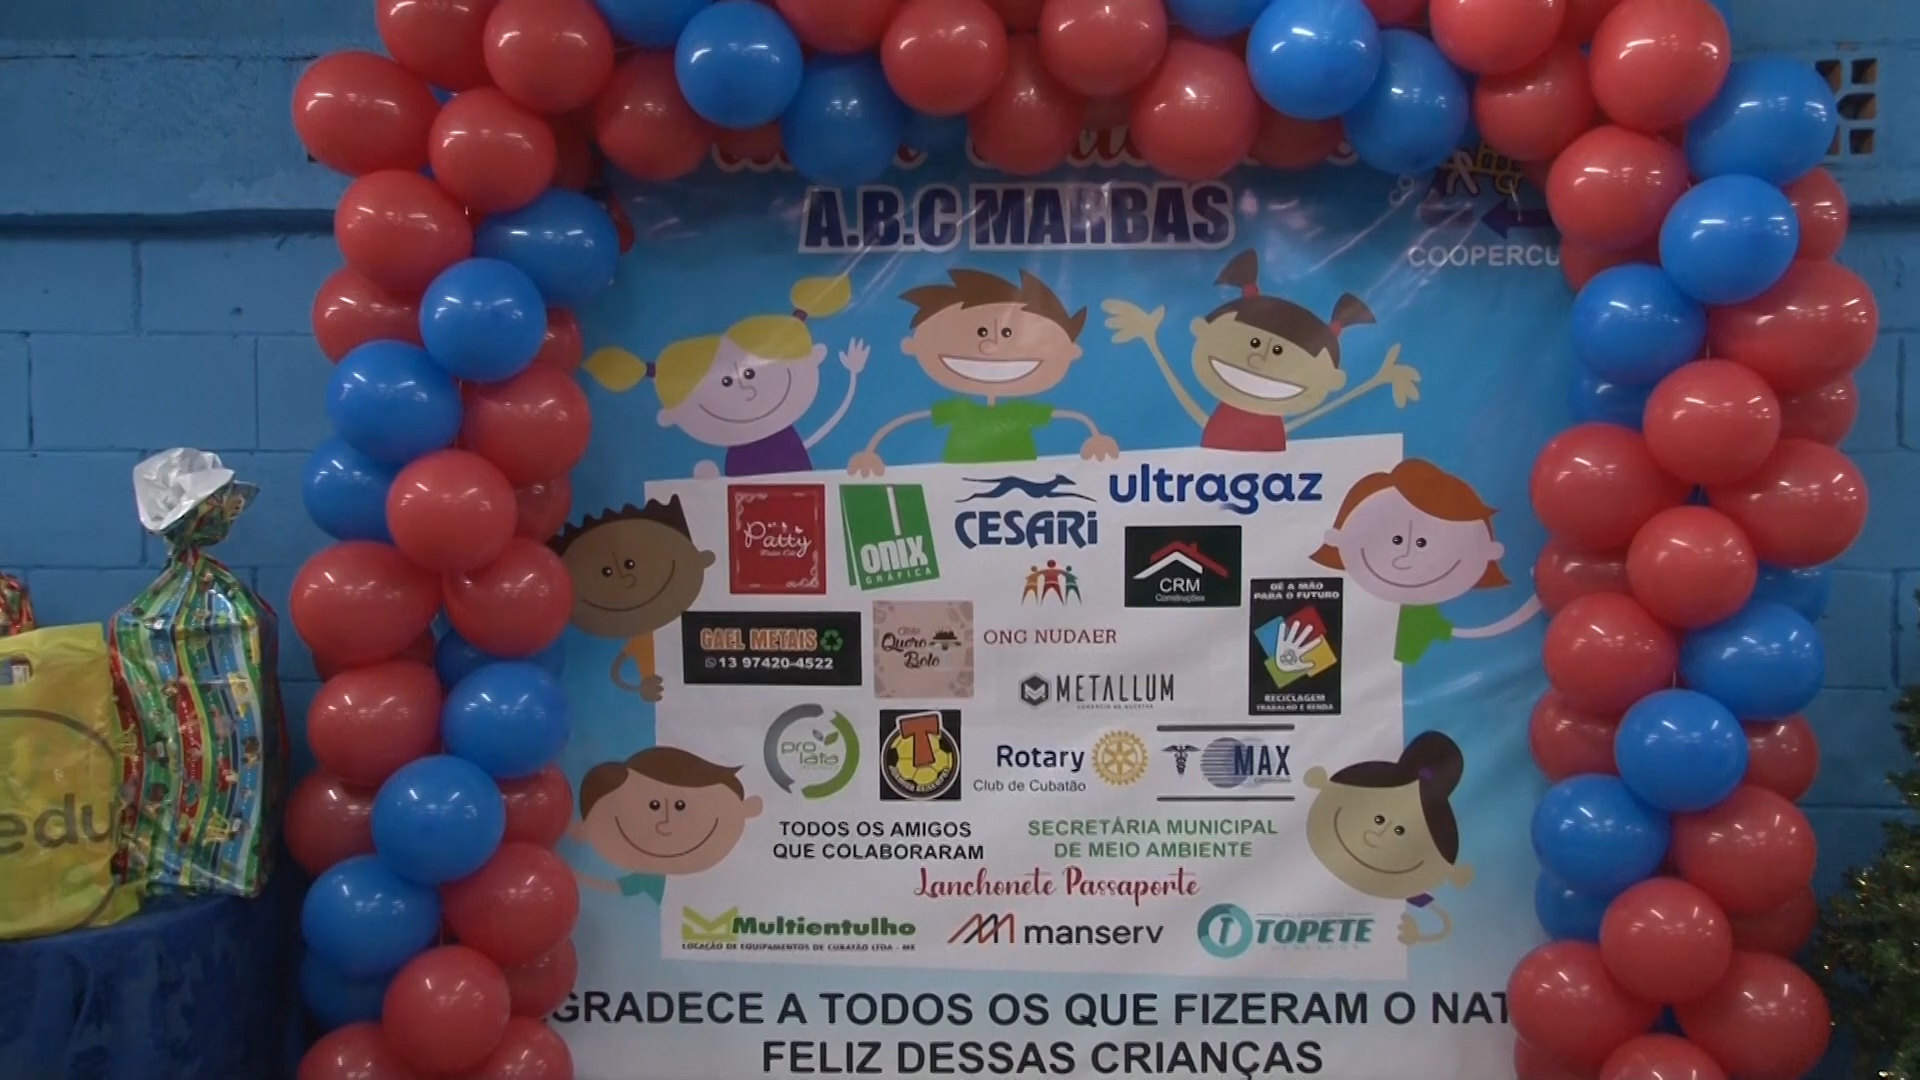 A.B.C MARBAS
COOPERCU
ultragaz
CESARi
Patty
ONIX
GRÁFICA
CRM
Construções
DÊ A MÃO
PARA O FUTURO
RECICLAGEM
TRABALHO E RENDA
GAEL METAIS
13 97420-4522
Quero
Bolo
ONG NUDAER
METALLUM
pro
lata
T
Rotary
Club de Cubatão
MAX
TODOS OS AMIGOS
QUE COLABORARAM
SECRETÁRIA MUNICIPAL
DE MEIO AMBIENTE
Lanchonete Passaporte
Multientulho
LOCAÇÃO DE EQUIPAMENTOS DE CUBATÃO LTDA - ME
manserv
TOPETE
GRADECE A TODOS OS QUE FIZERAM O NAT
FELIZ DESSAS CRIANÇAS
edu